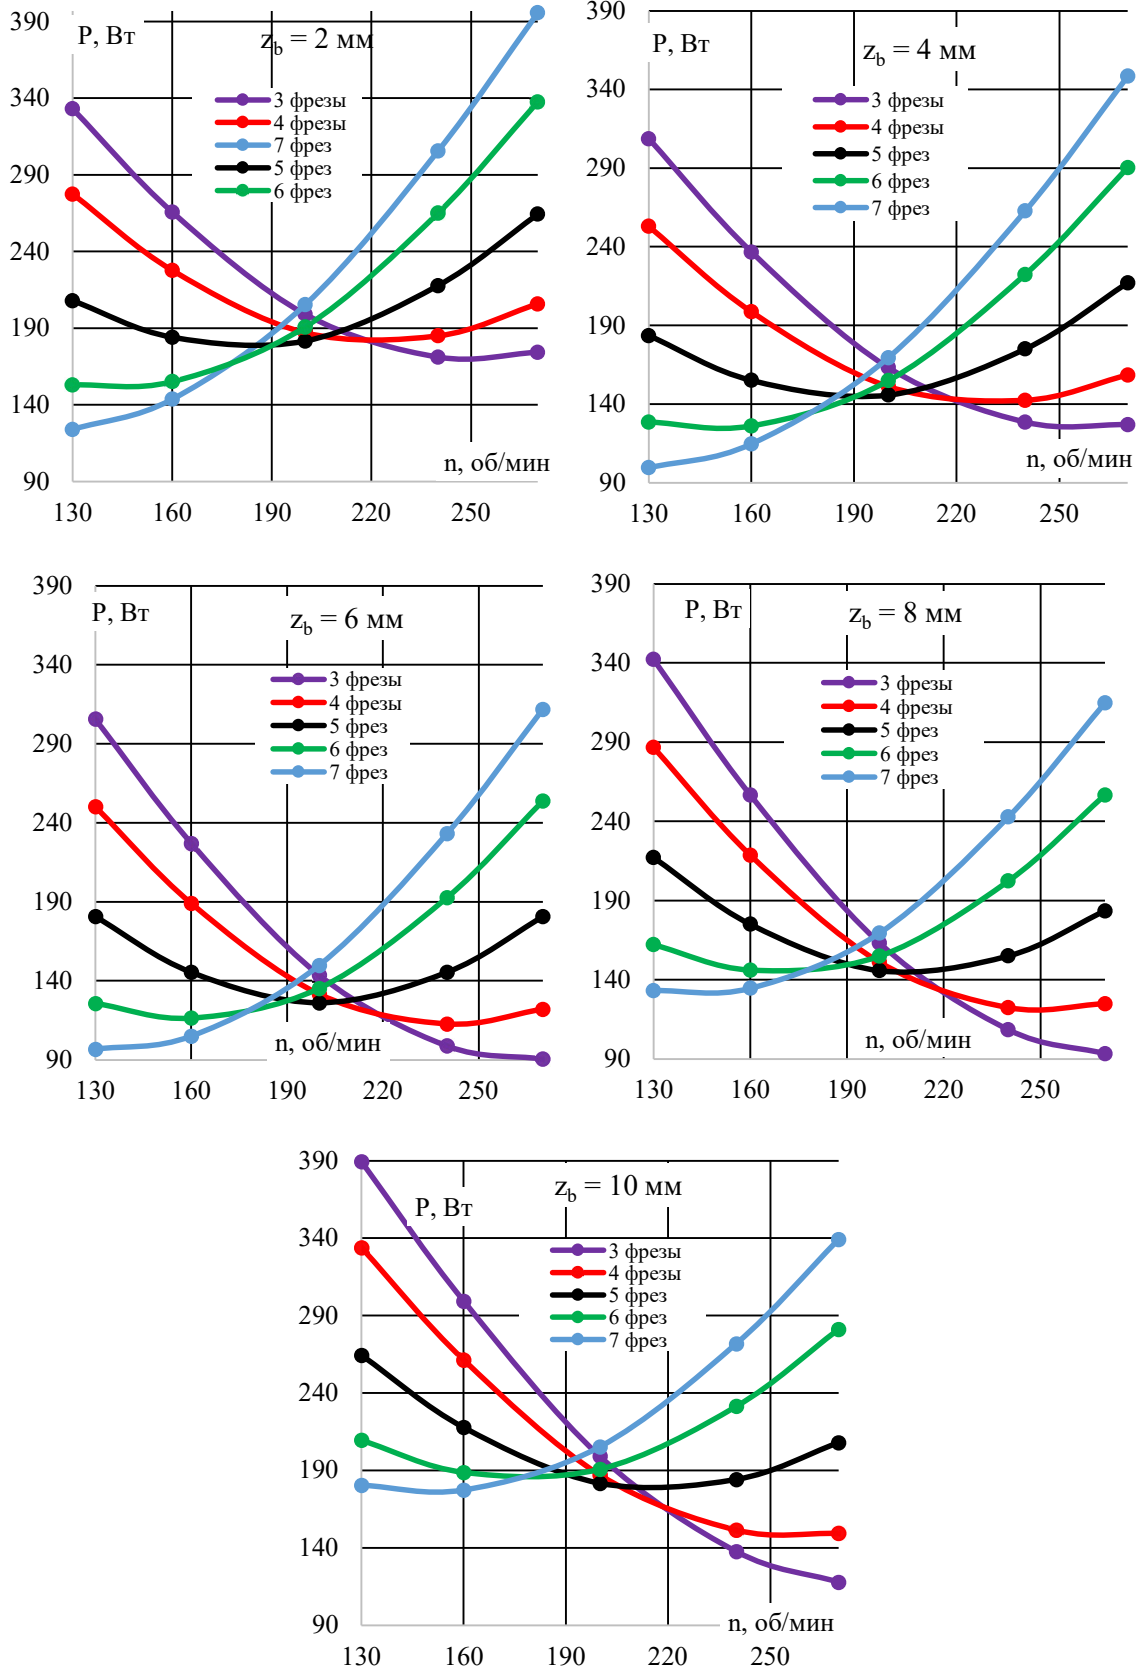 390
P, Вт
z_b = 2 мм
340
3 фрезы
4 фрезы
7 фрез
5 фрез
6 фрез
290
240
190
140
90
n, об/мин
130 160 190 220 250
390
P, Вт
z_b = 4 мм
340
3 фрезы
4 фрезы
5 фрез
6 фрез
7 фрез
290
240
190
140
90
n, об/мин
130 160 190 220 250
390
P, Вт
z_b = 6 мм
340
3 фрезы
4 фрезы
5 фрез
6 фрез
7 фрез
290
240
190
140
90
n, об/мин
130 160 190 220 250
390
P, Вт
z_b = 8 мм
340
3 фрезы
4 фрезы
5 фрез
6 фрез
7 фрез
290
240
190
140
90
n, об/мин
130 160 190 220 250
390
P, Вт
z_b = 10 мм
340
3 фрезы
4 фрезы
5 фрез
6 фрез
7 фрез
290
240
190
140
90
n, об/мин
130 160 190 220 250